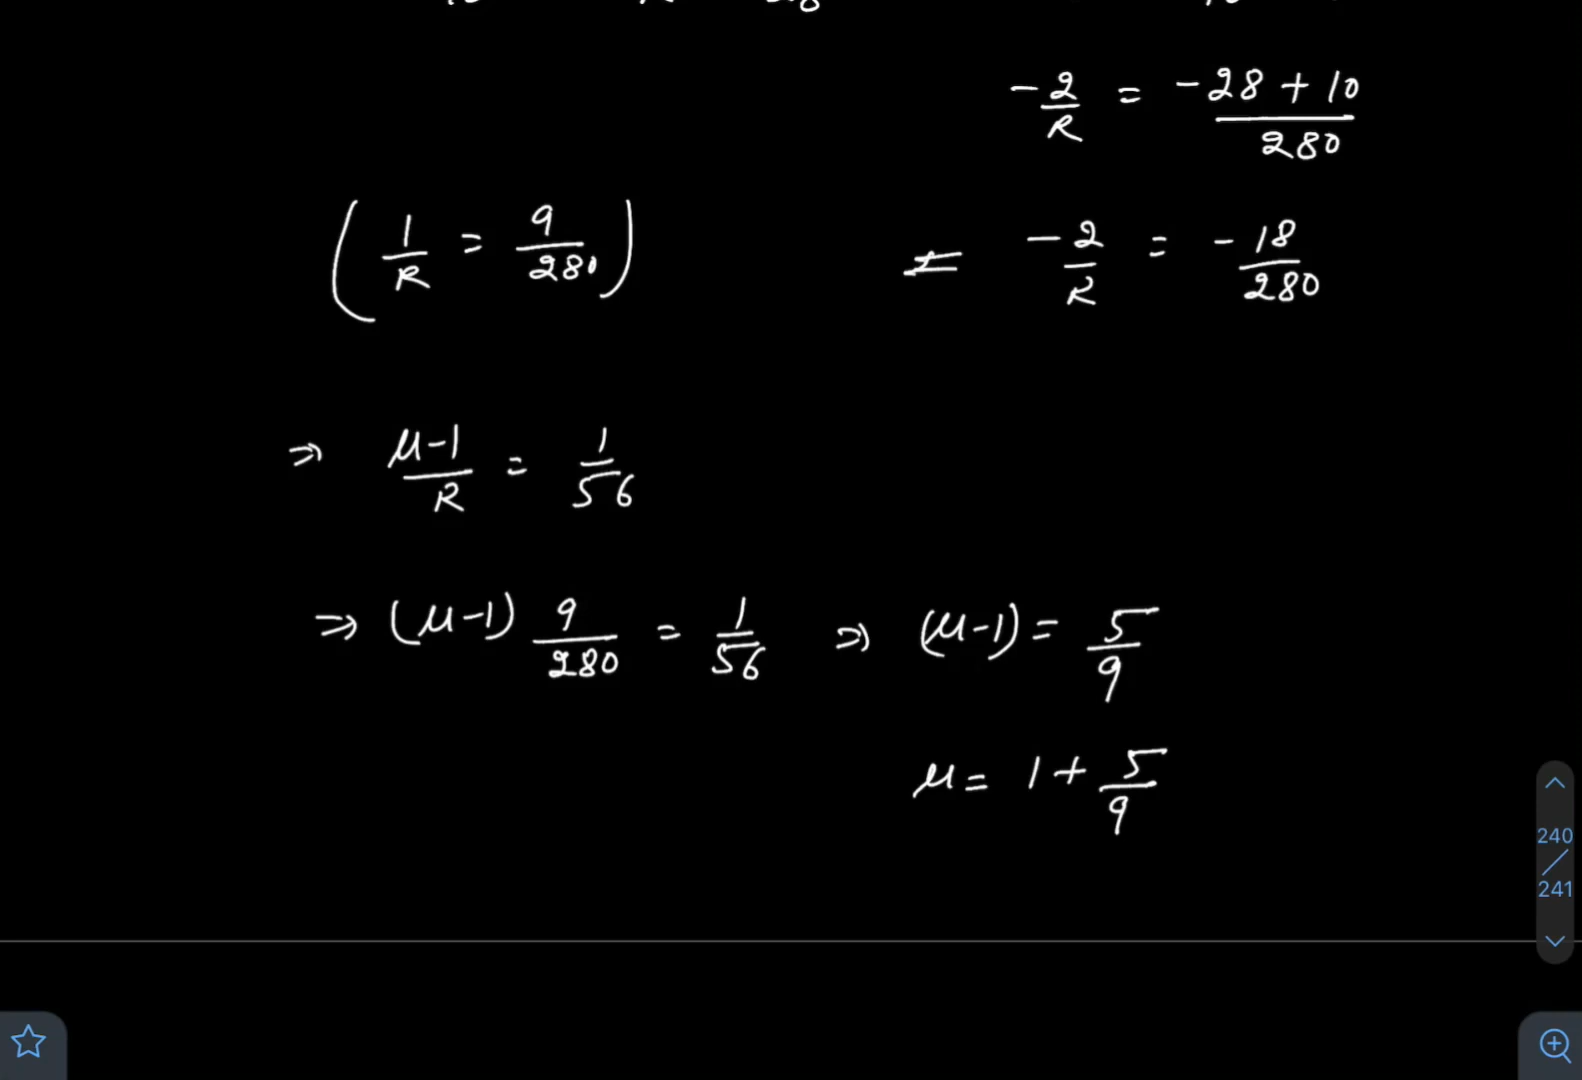 -2/R = (-28 + 10)/280
(1/R = 9/280)
-2/R = -18/280
⇒ (μ-1)/R = 1/56
⇒ (μ-1) 9/280 = 1/56 ⇒ (μ-1) = 5/9
μ = 1 + 5/9
240
/
241